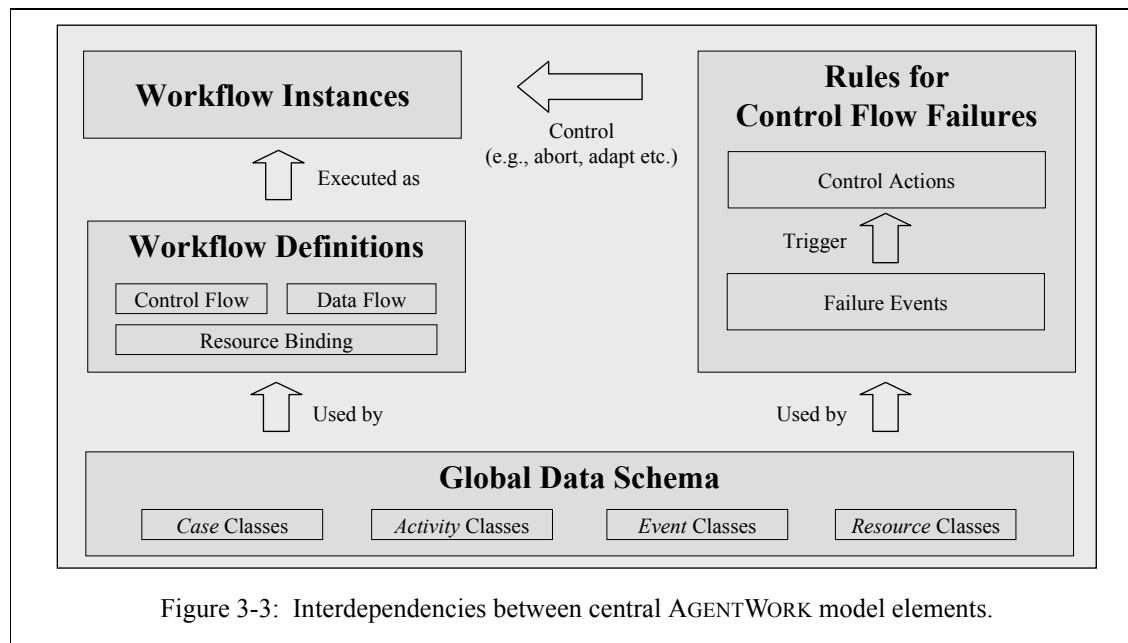 Workflow Instances
Control
(e.g., abort, adapt etc.)
Rules for
Control Flow Failures
Control Actions
Trigger
Failure Events
Executed as
Workflow Definitions
Control Flow
Data Flow
Resource Binding
Used by
Used by
Global Data Schema
Case Classes
Activity Classes
Event Classes
Resource Classes
Figure 3-3: Interdependencies between central AGENTWORK model elements.